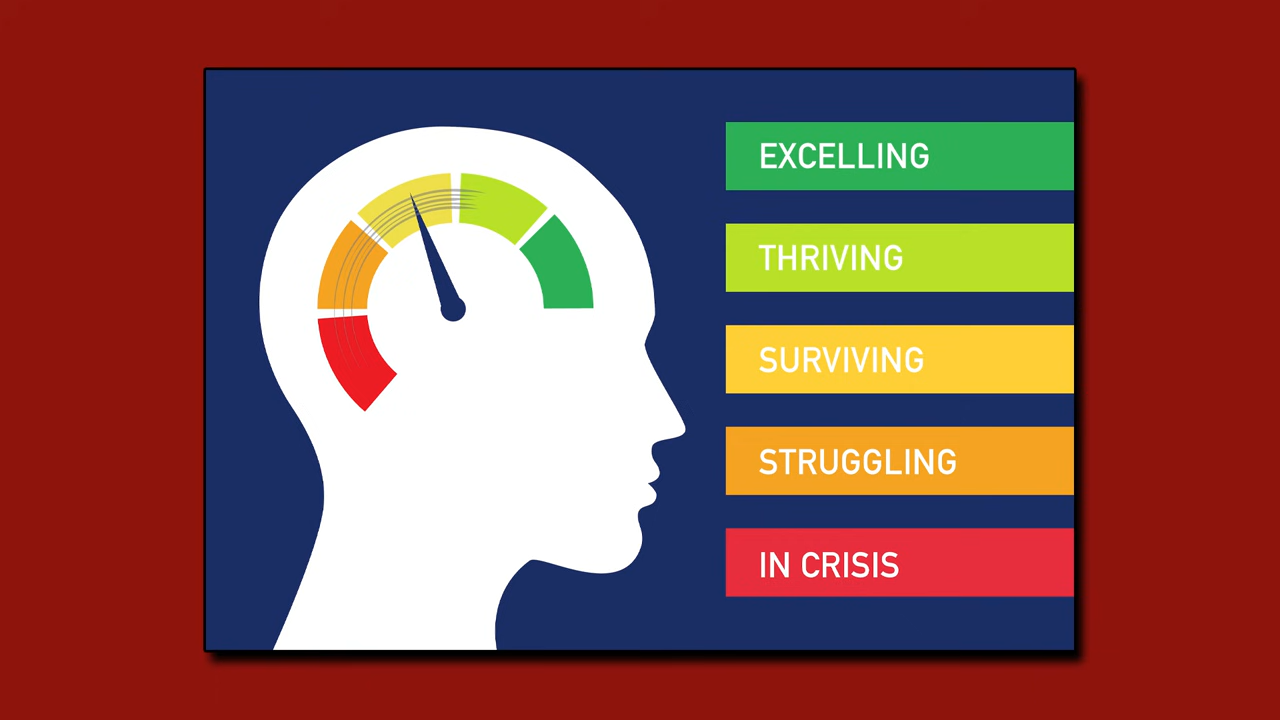 EXCELLING
THRIVING
SURVIVING
STRUGGLING
IN CRISIS